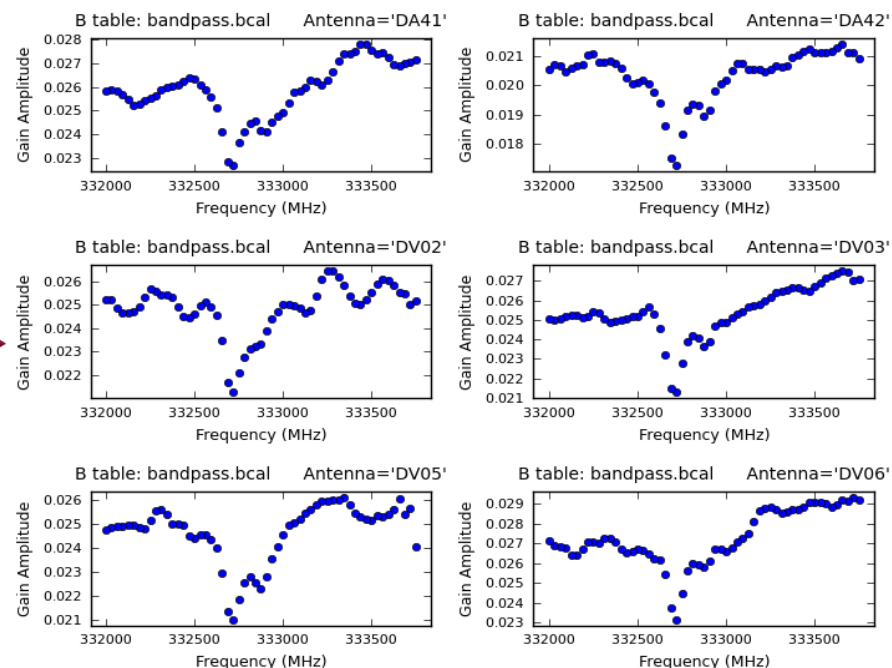 B table: bandpass.bcal Antenna='DA41'
Gain Amplitude
0.028
0.027
0.026
0.025
0.024
0.023
332000 332500 333000 333500
Frequency (MHz)
B table: bandpass.bcal Antenna='DA42'
Gain Amplitude
0.021
0.020
0.019
0.018
332000 332500 333000 333500
Frequency (MHz)
B table: bandpass.bcal Antenna='DV02'
Gain Amplitude
0.026
0.025
0.024
0.023
0.022
332000 332500 333000 333500
Frequency (MHz)
B table: bandpass.bcal Antenna='DV03'
Gain Amplitude
0.027
0.026
0.025
0.024
0.023
0.022
0.021
332000 332500 333000 333500
Frequency (MHz)
B table: bandpass.bcal Antenna='DV05'
Gain Amplitude
0.026
0.025
0.024
0.023
0.022
0.021
332000 332500 333000 333500
Frequency (MHz)
B table: bandpass.bcal Antenna='DV06'
Gain Amplitude
0.029
0.028
0.027
0.026
0.025
0.024
0.023
332000 332500 333000 333500
Frequency (MHz)